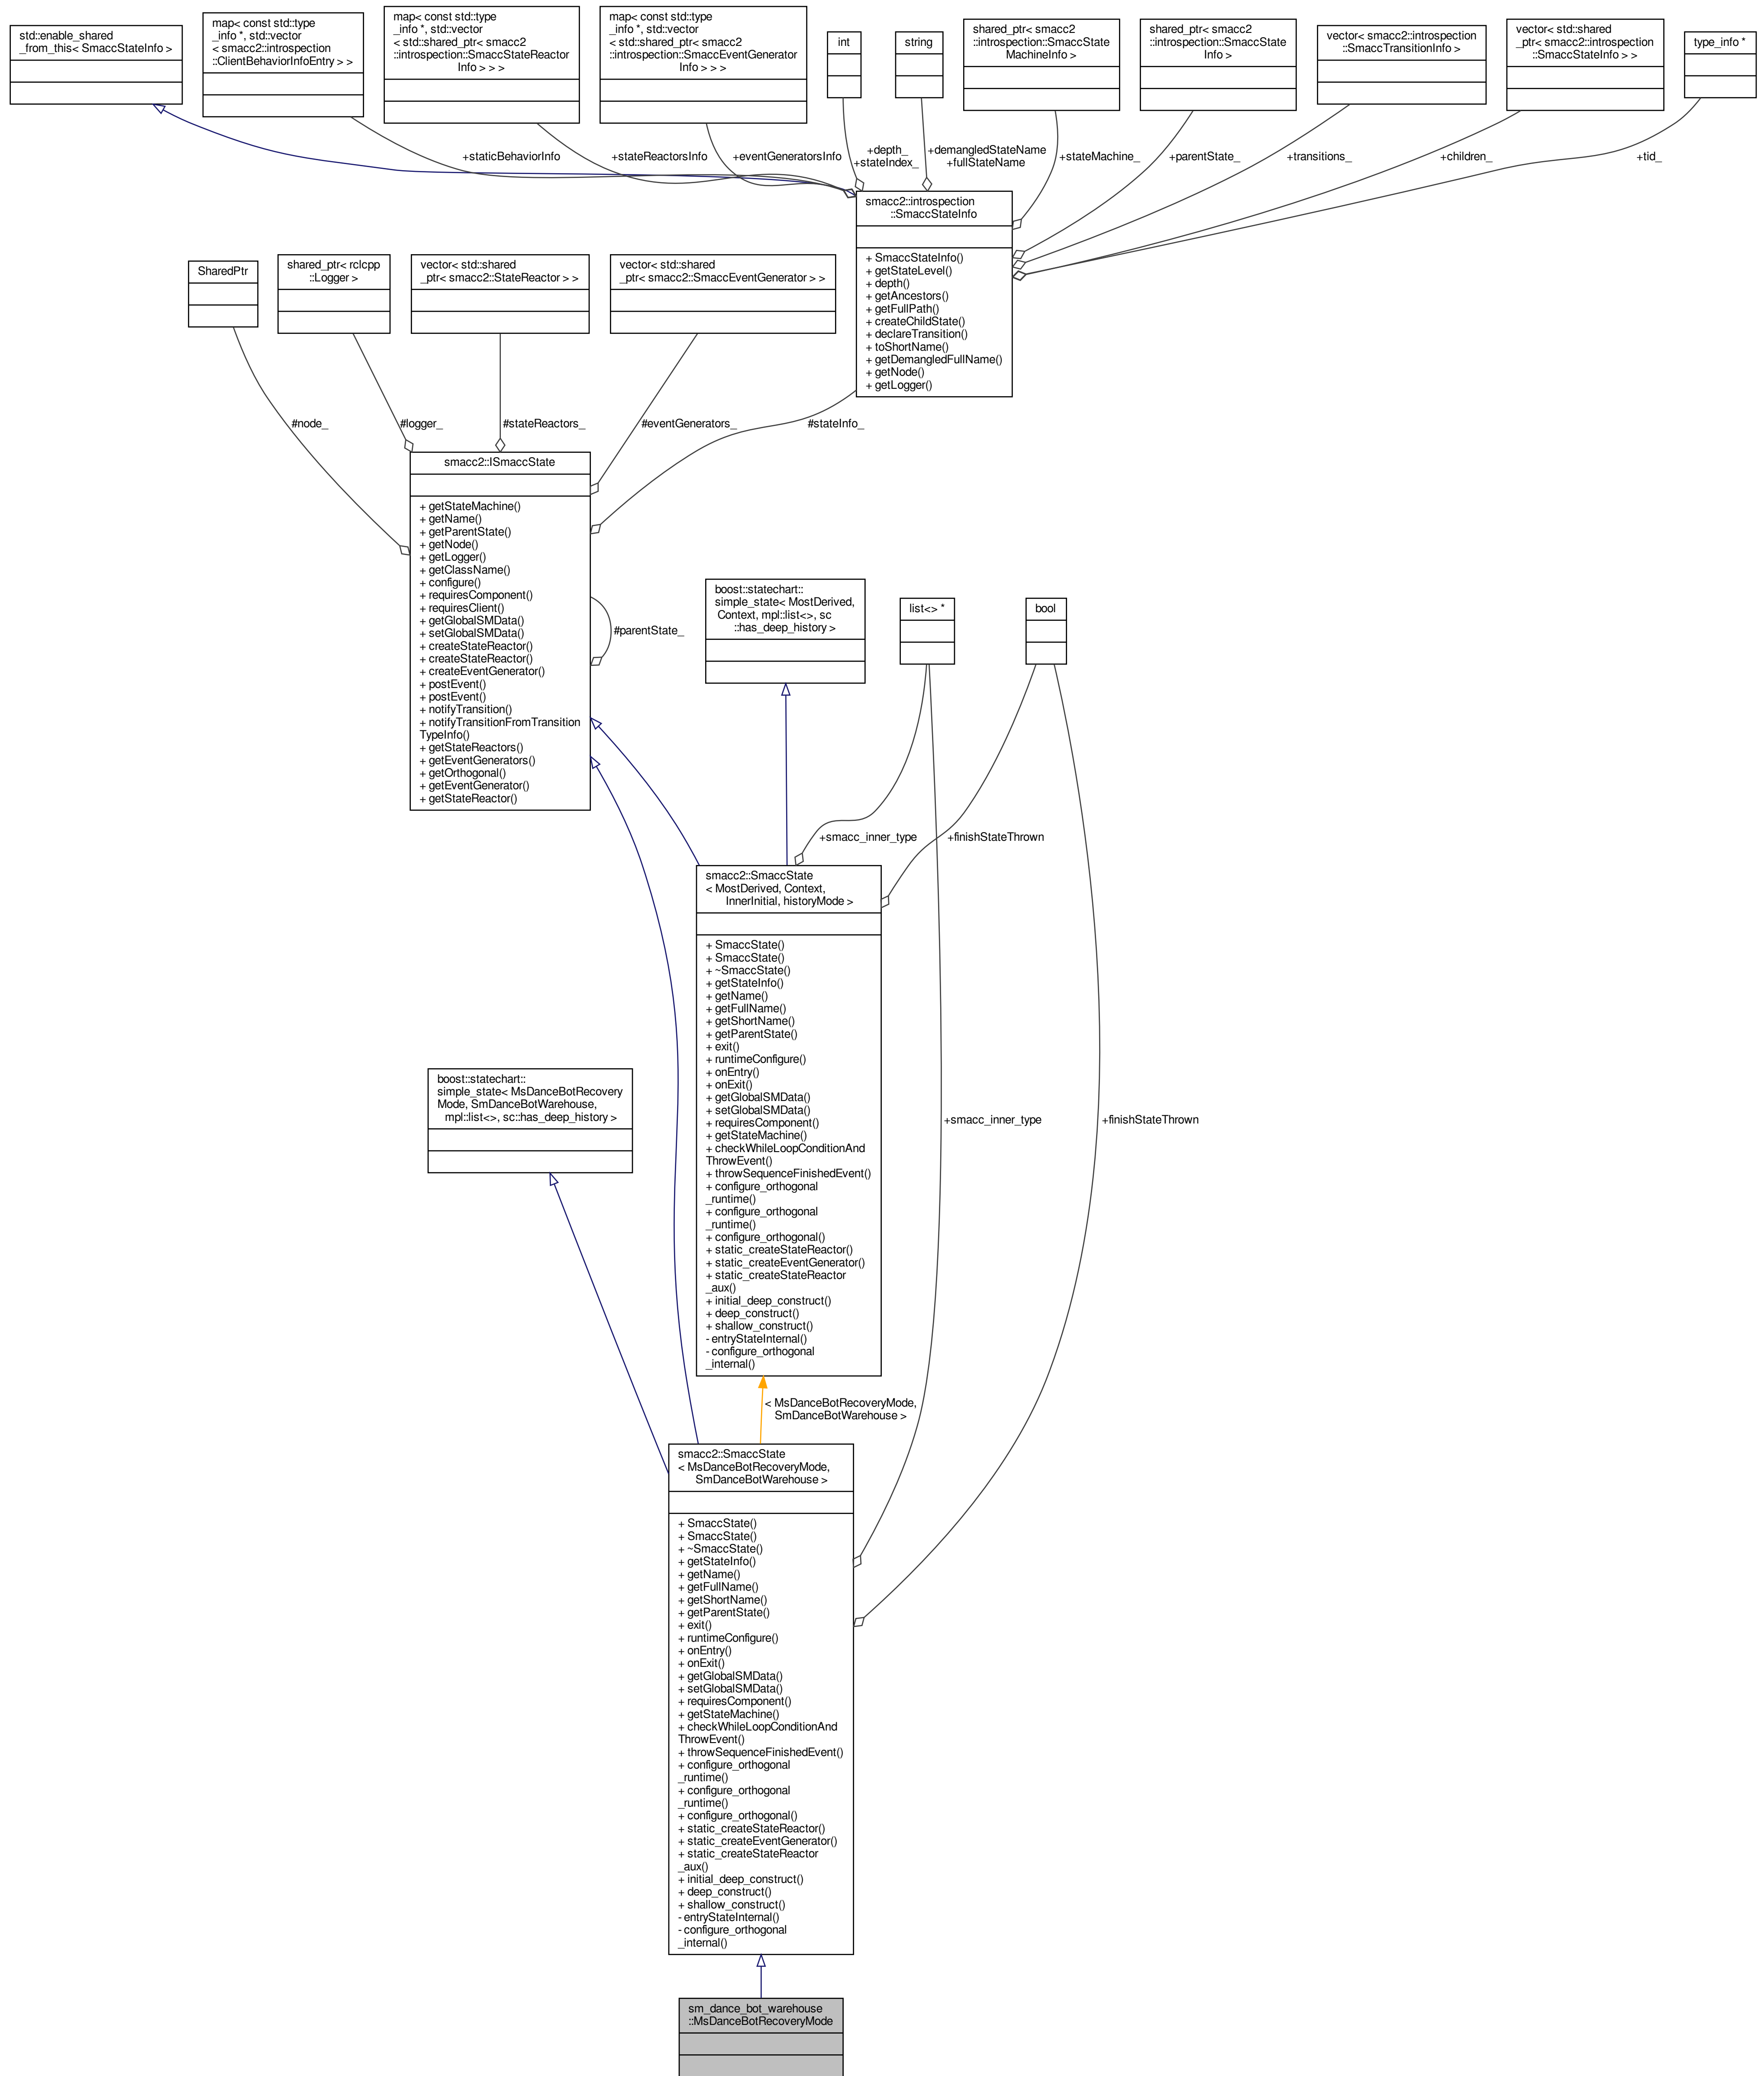 std::enable_shared
_from_this< SmaccStateInfo >
map< const std::type
_info *, std::vector
< smacc2::introspection
::ClientBehaviorInfoEntry > >
map< const std::type
_info *, std::vector
< std::shared_ptr< smacc2
::introspection::SmaccStateReactor
Info > > >
map< const std::type
_info *, std::vector
< std::shared_ptr< smacc2
::introspection::SmaccEventGenerator
Info > > >
int
string
shared_ptr< smacc2
::introspection::SmaccState
MachineInfo >
shared_ptr< smacc2
::introspection::SmaccState
Info >
vector< smacc2::introspection
::SmaccTransitionInfo >
vector< std::shared
_ptr< smacc2::introspection
::SmaccStateInfo > >
type_info *
+staticBehaviorInfo
+stateReactorsInfo
+eventGeneratorsInfo
+depth_
+stateIndex_
+demangledStateName
+fullStateName
+stateMachine_
+parentState_
+transitions_
+children_
+tid_
smacc2::introspection
::SmaccStateInfo
+ SmaccStateInfo()
+ getStateLevel()
+ depth()
+ getAncestors()
+ getFullPath()
+ createChildState()
+ declareTransition()
+ toShortName()
+ getDemangledFullName()
+ getNode()
+ getLogger()
SharedPtr
shared_ptr< rclcpp
::Logger >
vector< std::shared
_ptr< smacc2::StateReactor > >
vector< std::shared
_ptr< smacc2::SmaccEventGenerator > >
#node_
#logger_
#stateReactors_
#eventGenerators_
#stateInfo_
smacc2::ISmaccState
+ getStateMachine()
+ getName()
+ getParentState()
+ getNode()
+ getLogger()
+ getClassName()
+ configure()
+ requiresComponent()
+ requiresClient()
+ getGlobalSMData()
+ setGlobalSMData()
+ createStateReactor()
+ createStateReactor()
+ createEventGenerator()
+ postEvent()
+ postEvent()
+ notifyTransition()
+ notifyTransitionFromTransition
TypeInfo()
+ getStateReactors()
+ getEventGenerators()
+ getOrthogonal()
+ getEventGenerator()
+ getStateReactor()
#parentState_
boost::statechart::
simple_state< MostDerived,
Context, mpl::list<>, sc
::has_deep_history >
list<> *
bool
+smacc_inner_type
+finishStateThrown
smacc2::SmaccState
< MostDerived, Context,
InnerInitial, historyMode >
+ SmaccState()
+ SmaccState()
+ ~SmaccState()
+ getStateInfo()
+ getName()
+ getFullName()
+ getShortName()
+ getParentState()
+ exit()
+ runtimeConfigure()
+ onEntry()
+ onExit()
+ getGlobalSMData()
+ setGlobalSMData()
+ requiresComponent()
+ getStateMachine()
+ checkWhileLoopConditionAnd
ThrowEvent()
+ throwSequenceFinishedEvent()
+ configure_orthogonal
_runtime()
+ configure_orthogonal
_runtime()
+ configure_orthogonal()
+ static_createStateReactor()
+ static_createEventGenerator()
+ static_createStateReactor
_aux()
+ initial_deep_construct()
+ deep_construct()
+ shallow_construct()
- entryStateInternal()
- configure_orthogonal
_internal()
boost::statechart::
simple_state< MsDanceBotRecovery
Mode, SmDanceBotWarehouse,
mpl::list<>, sc::has_deep_history >
+smacc_inner_type
+finishStateThrown
< MsDanceBotRecoveryMode,
SmDanceBotWarehouse >
smacc2::SmaccState
< MsDanceBotRecoveryMode,
SmDanceBotWarehouse >
+ SmaccState()
+ SmaccState()
+ ~SmaccState()
+ getStateInfo()
+ getName()
+ getFullName()
+ getShortName()
+ getParentState()
+ exit()
+ runtimeConfigure()
+ onEntry()
+ onExit()
+ getGlobalSMData()
+ setGlobalSMData()
+ requiresComponent()
+ getStateMachine()
+ checkWhileLoopConditionAnd
ThrowEvent()
+ throwSequenceFinishedEvent()
+ configure_orthogonal
_runtime()
+ configure_orthogonal
_runtime()
+ configure_orthogonal()
+ static_createStateReactor()
+ static_createEventGenerator()
+ static_createStateReactor
_aux()
+ initial_deep_construct()
+ deep_construct()
+ shallow_construct()
- entryStateInternal()
- configure_orthogonal
_internal()
sm_dance_bot_warehouse
::MsDanceBotRecoveryMode